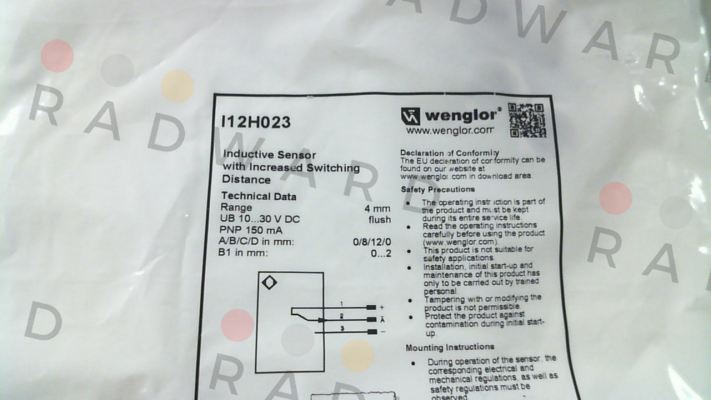 RADWARD
RADWARD
I12H023
wenglor®
www.wenglor.com
Inductive Sensor
with Increased Switching
Distance
Technical Data
Range 4 mm
UB 10...30 V DC flush
PNP 150 mA
A/B/C/D in mm: 0/8/12/0
B1 in mm: 0...2
1 +
2 A
3 −
Declaration of Conformity
The EU declaration of conformity can be
found on our website at
www.wenglor.com in download area
Safety Precautions
• The operating instruction is part of
the product and must be kept
during its entire service life.
• Read the operating instructions
carefully before using the product
(www.wenglor.com).
• This product is not suitable for
safety applications.
• Installation, initial start-up and
maintenance of this product has
only to be carried out by trained
personal.
• Tampering with or modifying the
product is not permissible.
• Protect the product against
contamination during initial start-
up.
Mounting Instructions
• During operation of the sensor, the
corresponding electrical and
mechanical regulations, as well as
safety regulations must be
observed.
RAD
D
RADWARD